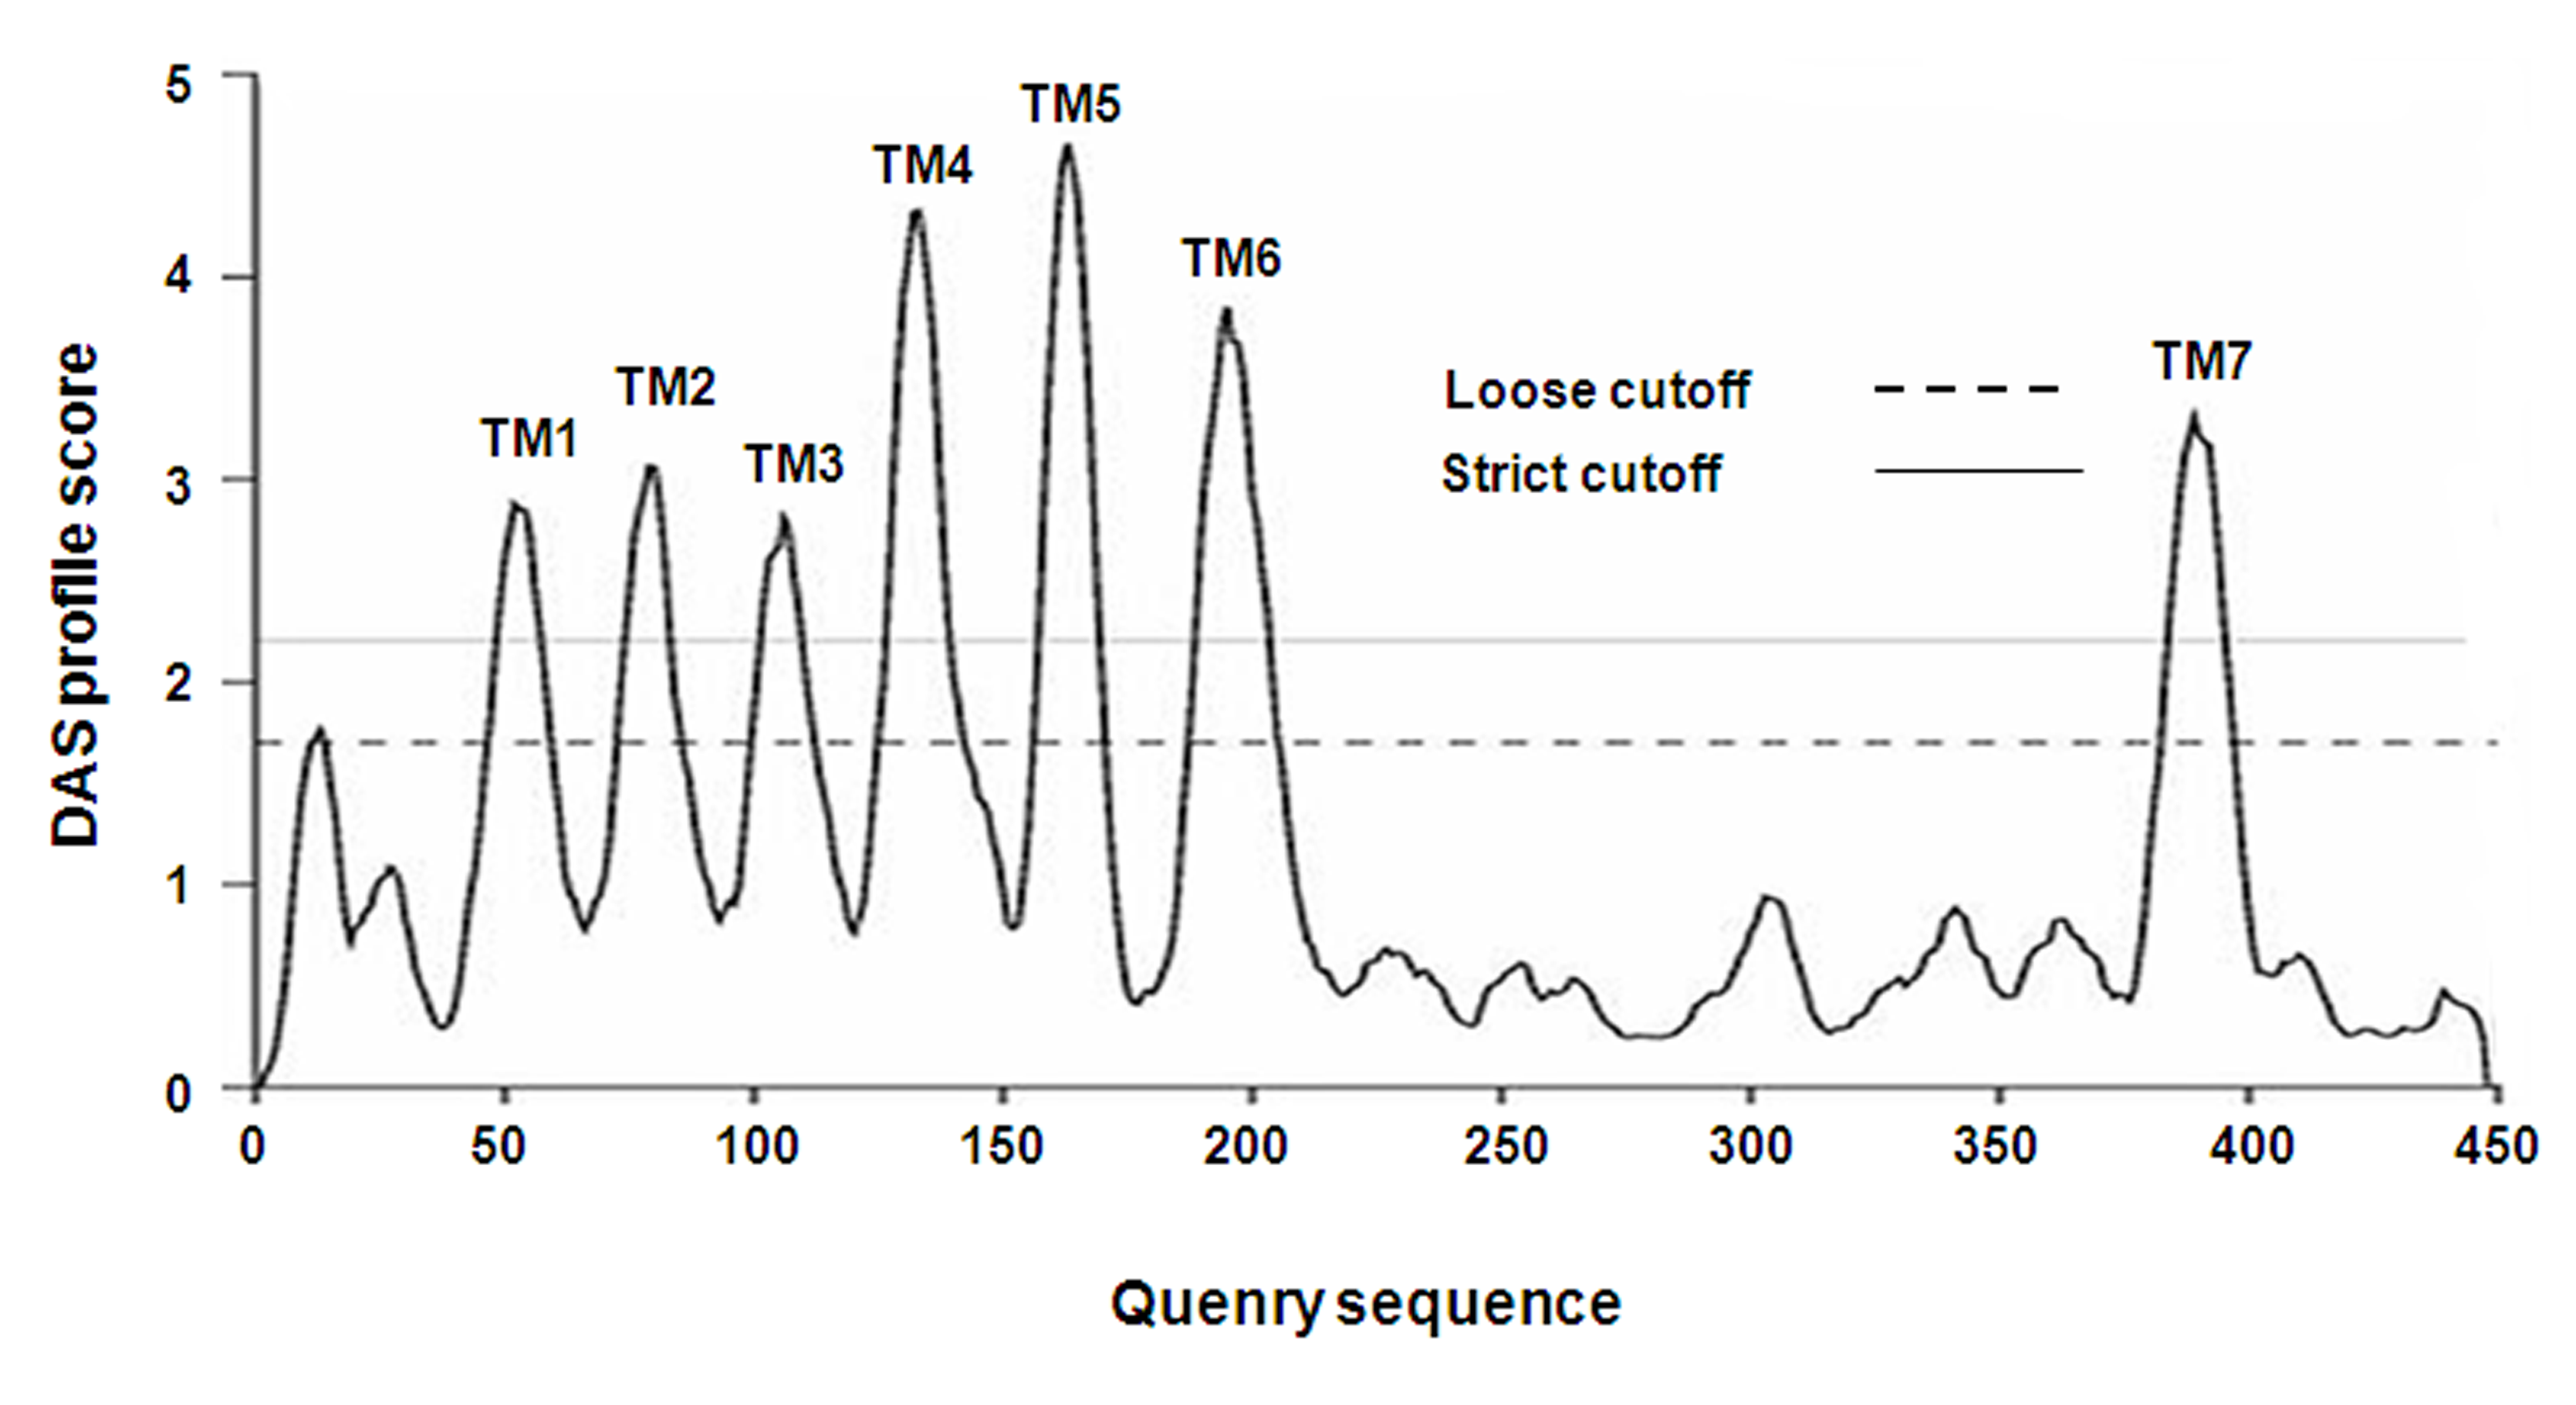 5
TM5
TM4
TM6
4
TM7
TM2
Loose cutoff
TM1
TM3
3
Strict cutoff
DAS profile score
2
1
0
0 50 100 150 200 250 300 350 400 450
Quenry sequence